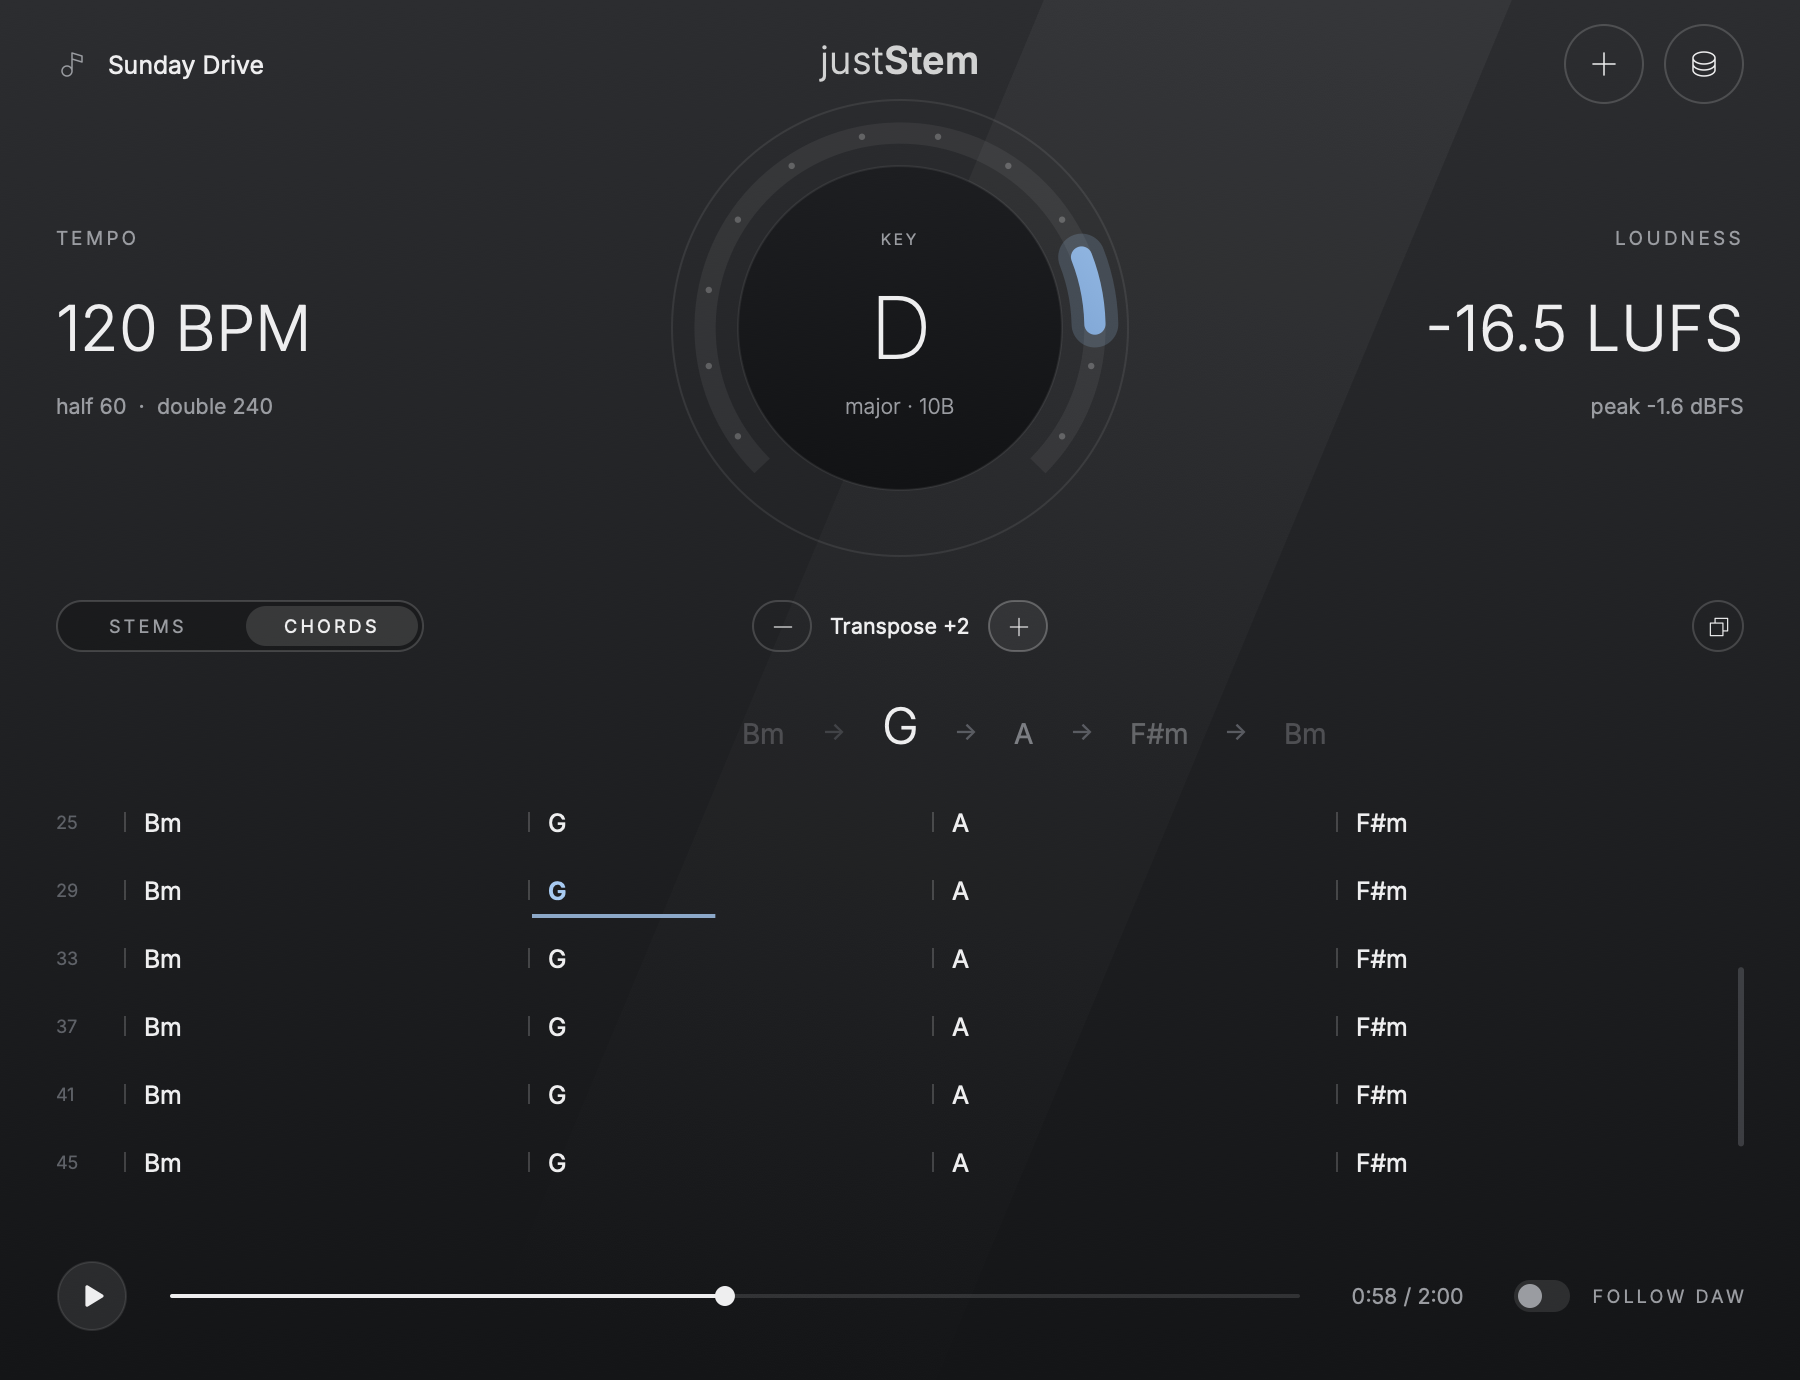 Sunday Drive
justStem
TEMPO
120 BPM
half 60 · double 240
KEY
D
major · 10B
LOUDNESS
-16.5 LUFS
peak -1.6 dBFS
STEMS CHORDS
Transpose +2
Bm → G → A → F#m → Bm
25 Bm G A F#m
29 Bm G A F#m
33 Bm G A F#m
37 Bm G A F#m
41 Bm G A F#m
45 Bm G A F#m
0:58 / 2:00 FOLLOW DAW